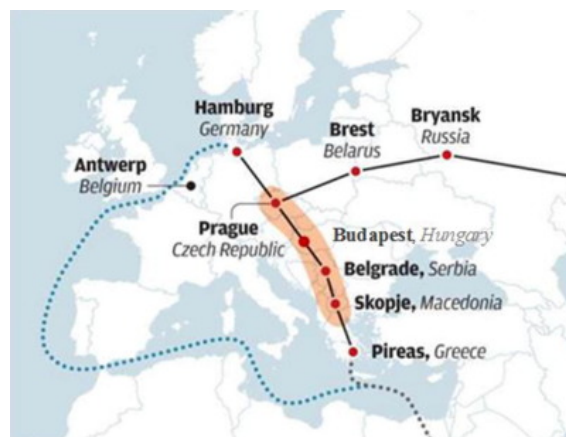 Hamburg
Germany
Bryansk
Russia
Brest
Belarus
Antwerp
Belgium
Prague
Czech Republic
Budapest, Hungary
Belgrade, Serbia
Skopje, Macedonia
Pireas, Greece